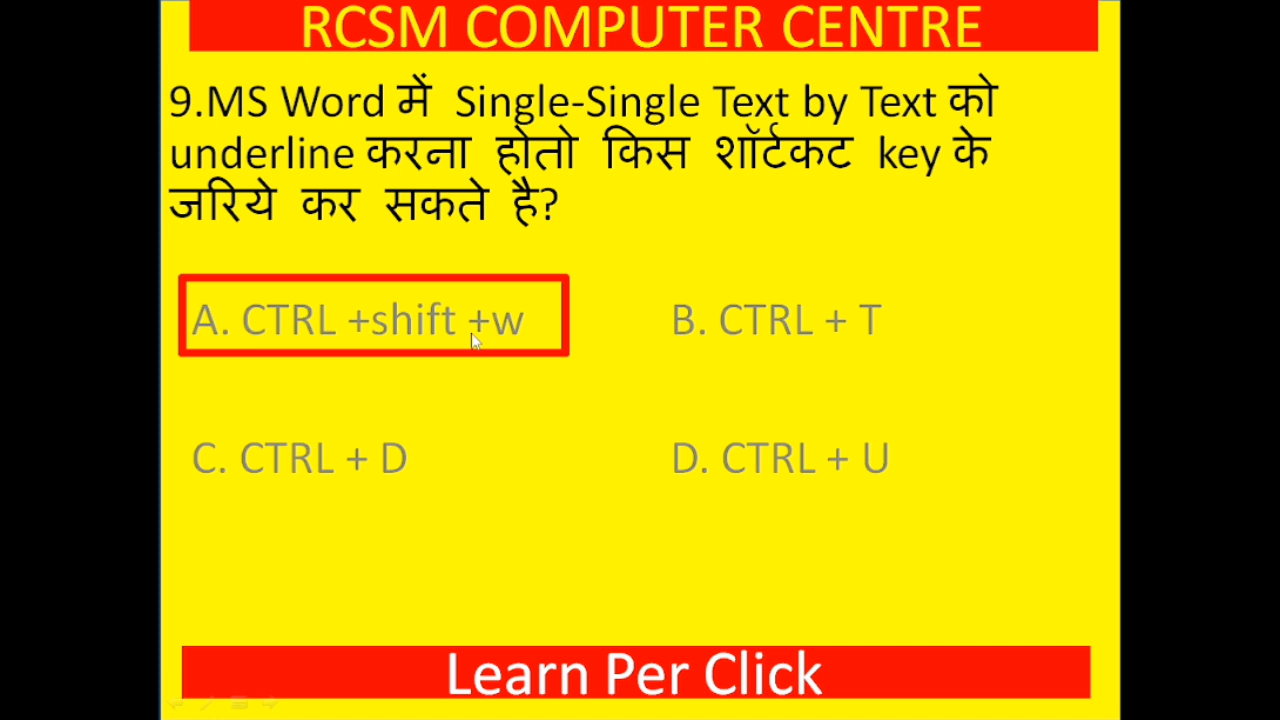 RCSM COMPUTER CENTRE
9.MS Word में Single-Single Text by Text को
underline करना होतो किस शॉर्टकट key के
जरिये कर सकते है?
A. CTRL +shift +w
B. CTRL + T
C. CTRL + D
D. CTRL + U
Learn Per Click